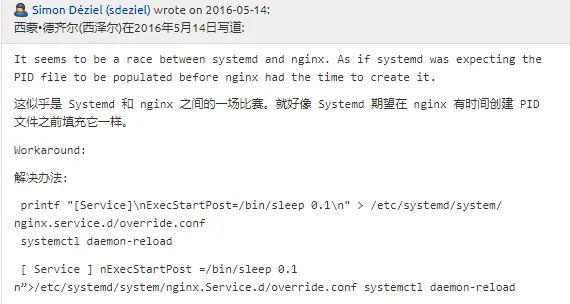 Simon Déziel (sdeziel) wrote on 2016-05-14:
西蒙•德齐尔(西泽尔)在2016年5月14日写道:
It seems to be a race between systemd and nginx. As if systemd was expecting the
PID file to be populated before nginx had the time to create it.
这似乎是 Systemd 和 nginx 之间的一场比赛。就好像 Systemd 期望在 nginx 有时间创建 PID
文件之前填充它一样。
Workaround:
解决办法:
printf "[Service]\nExecStartPost=/bin/sleep 0.1\n" > /etc/systemd/system/
nginx.service.d/override.conf
systemctl daemon-reload
[ Service ] nExecStartPost =/bin/sleep 0.1
n”>/etc/systemd/system/nginx.Service.d/override.conf systemctl daemon-reload